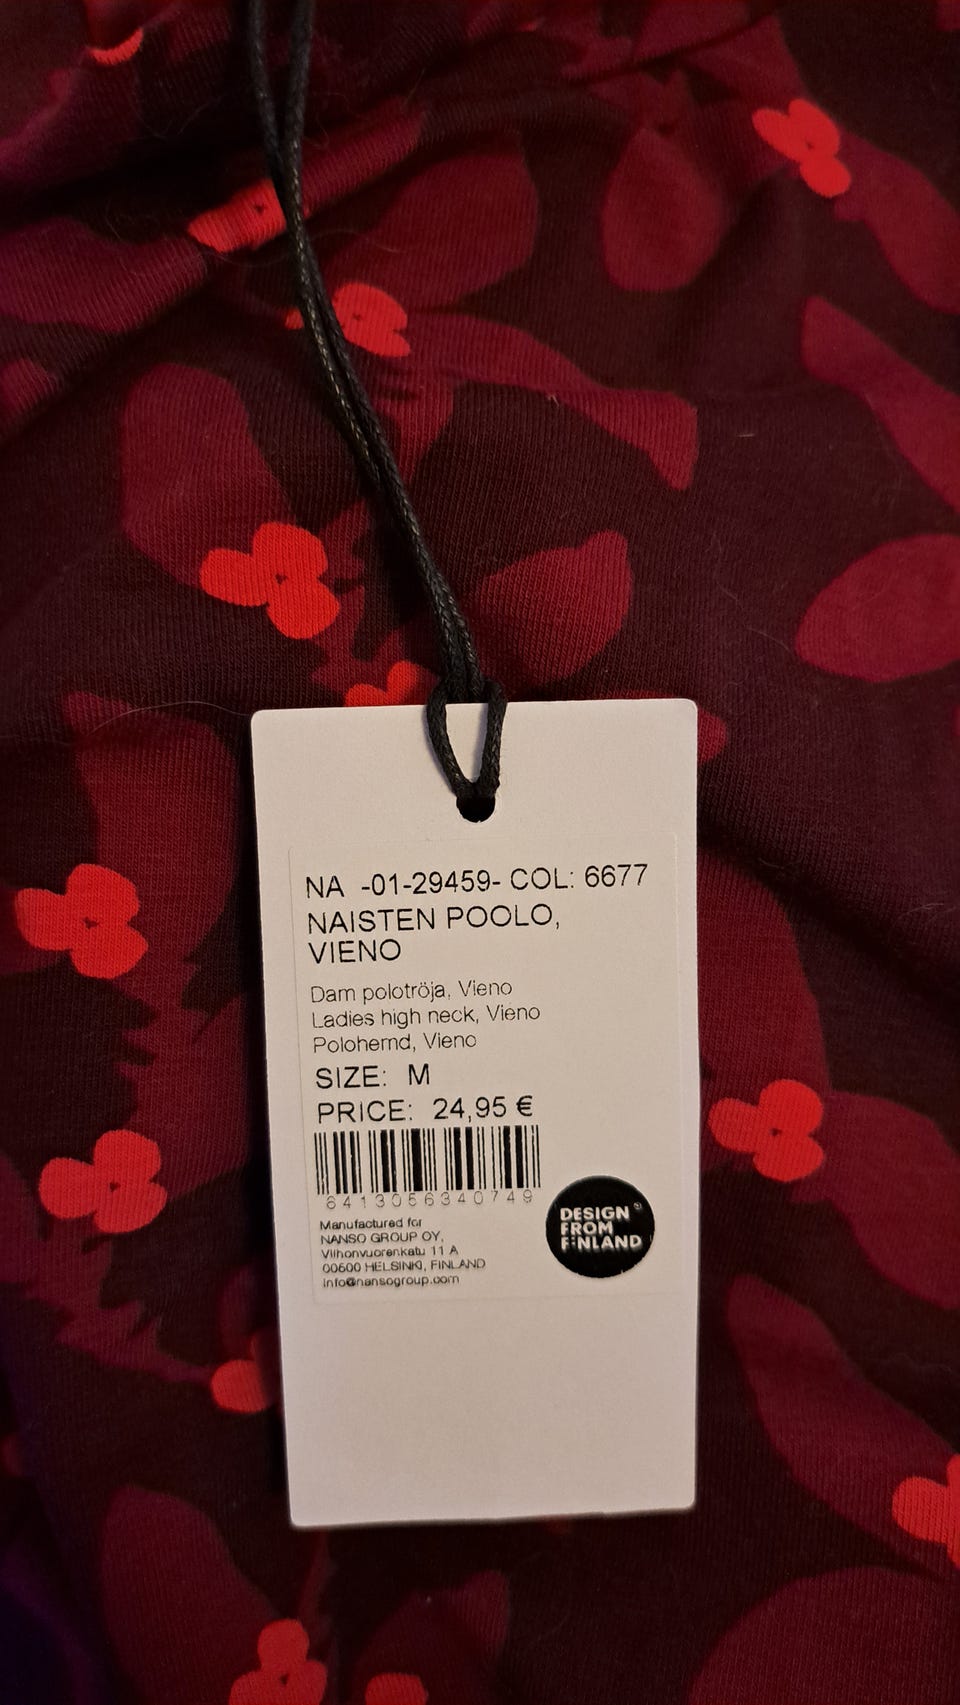 NA -01-29459- COL: 6677
NAISTEN POOLO,
VIENO
Dam polotröja, Vieno
Ladies high neck, Vieno
Polohemd, Vieno
SIZE: M
PRICE: 24,95 €
6413056340749
Manufactured for
NANSO GROUP OY,
Vilhonvuorenkatu 11 A
00500 HELSINKI, FINLAND
info@nansogroup.com
DESIGN ®
FROM
FINLAND